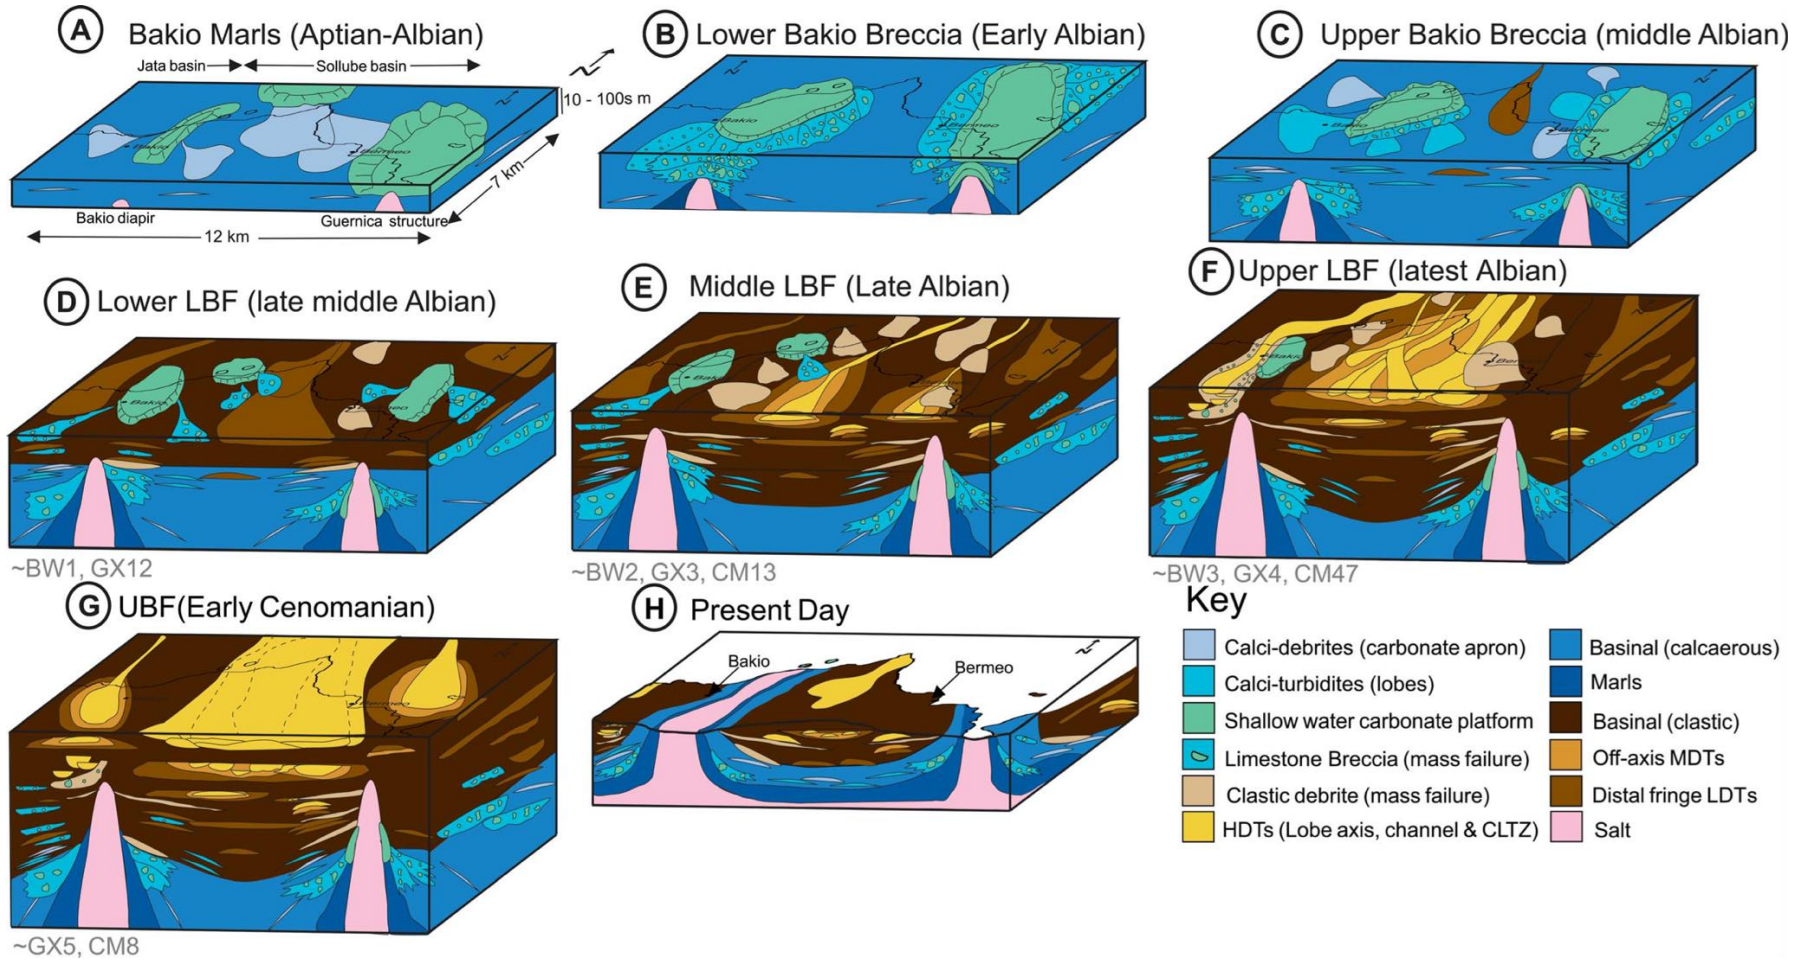 A Bakio Marls (Aptian-Albian)
Jata basin Sollube basin
N
10 - 100s m
Bakio
Bermeo
7 km
Bakio diapir
Guernica structure
12 km
B Lower Bakio Breccia (Early Albian)
N
Bakio
Bermeo
C Upper Bakio Breccia (middle Albian)
N
Bermeo
D Lower LBF (late middle Albian)
N
Bakio
~BW1, GX12
E Middle LBF (Late Albian)
N
~BW2, GX3, CM13
F Upper LBF (latest Albian)
N
~BW3, GX4, CM47
G UBF(Early Cenomanian)
N
Bermeo
~GX5, CM8
H Present Day
N
Bakio
Bermeo
Key
Calci-debrites (carbonate apron)
Calci-turbidites (lobes)
Shallow water carbonate platform
Limestone Breccia (mass failure)
Clastic debrite (mass failure)
HDTs (Lobe axis, channel & CLTZ)
Basinal (calcaerous)
Marls
Basinal (clastic)
Off-axis MDTs
Distal fringe LDTs
Salt